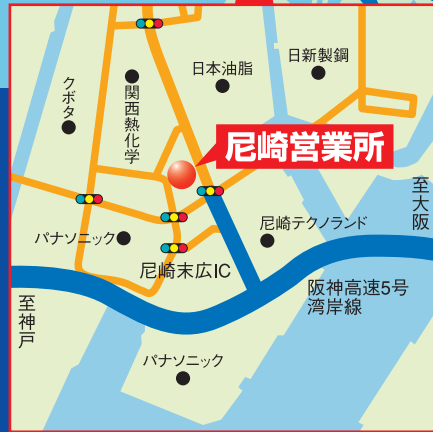 日新製鋼
日本油脂
クボタ
関西熱化学
尼崎営業所
至大阪
尼崎テクノランド
パナソニック
尼崎末広IC
阪神高速5号
湾岸線
至神戸
パナソニック